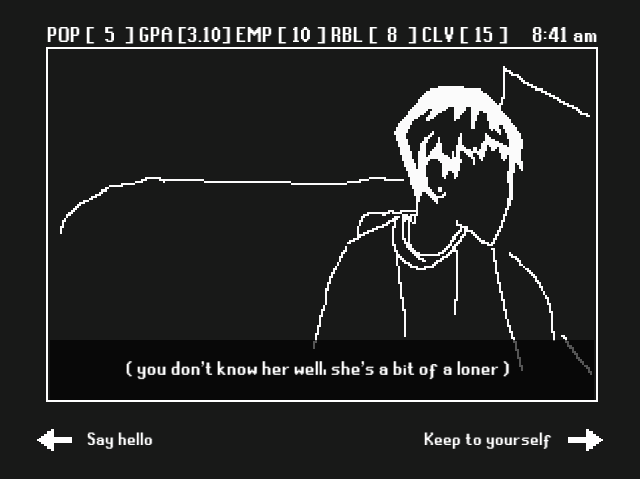 POP [ 5 ] GPA [3.10] EMP [ 10 ] RBL [ 8 ] CLV [ 15 ] 8:41 am
( you don't know her well, she's a bit of a loner )
Say hello
Keep to yourself